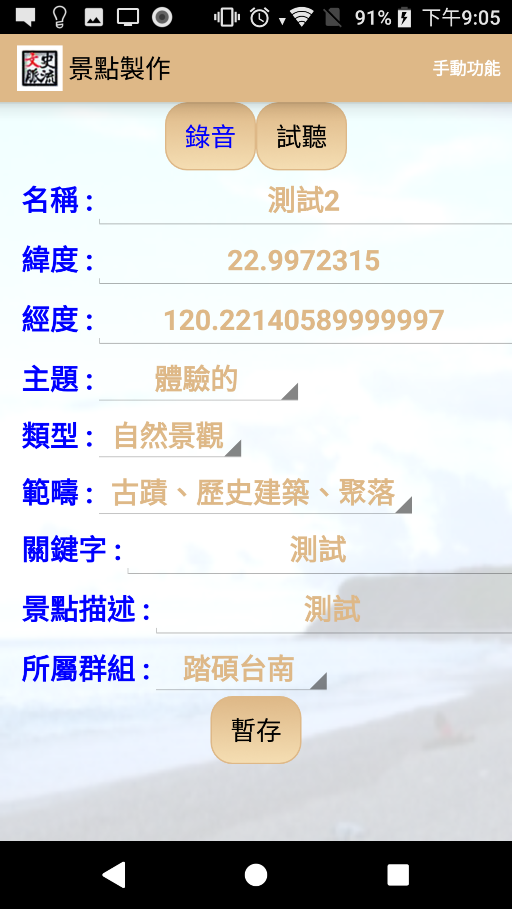 91% 下午9:05
文史脈流 景點製作 手動功能
錄音 試聽
名稱 : 測試2
緯度 : 22.9972315
經度 : 120.22140589999997
主題 : 體驗的
類型 : 自然景觀
範疇 : 古蹟、歷史建築、聚落
關鍵字 : 測試
景點描述 : 測試
所屬群組 : 踏碩台南
暫存